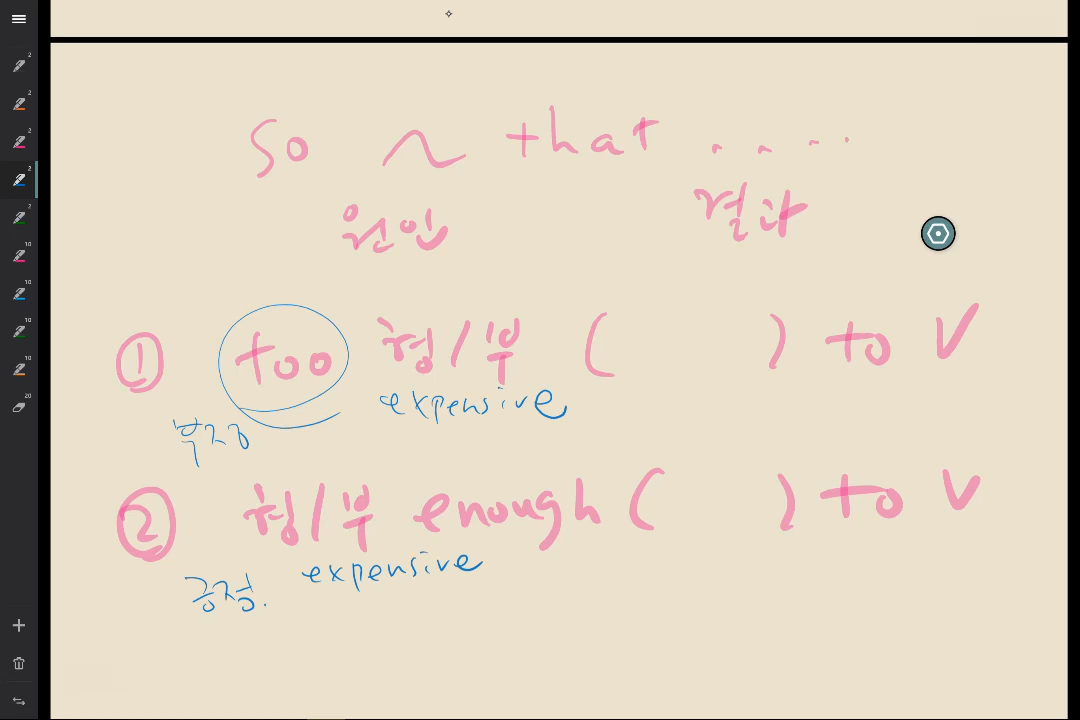 So ~ that ....
원인 결과
① too 형/부 ( ) to V
expensive
부정
② 형/부 enough ( ) to V
긍정. expensive